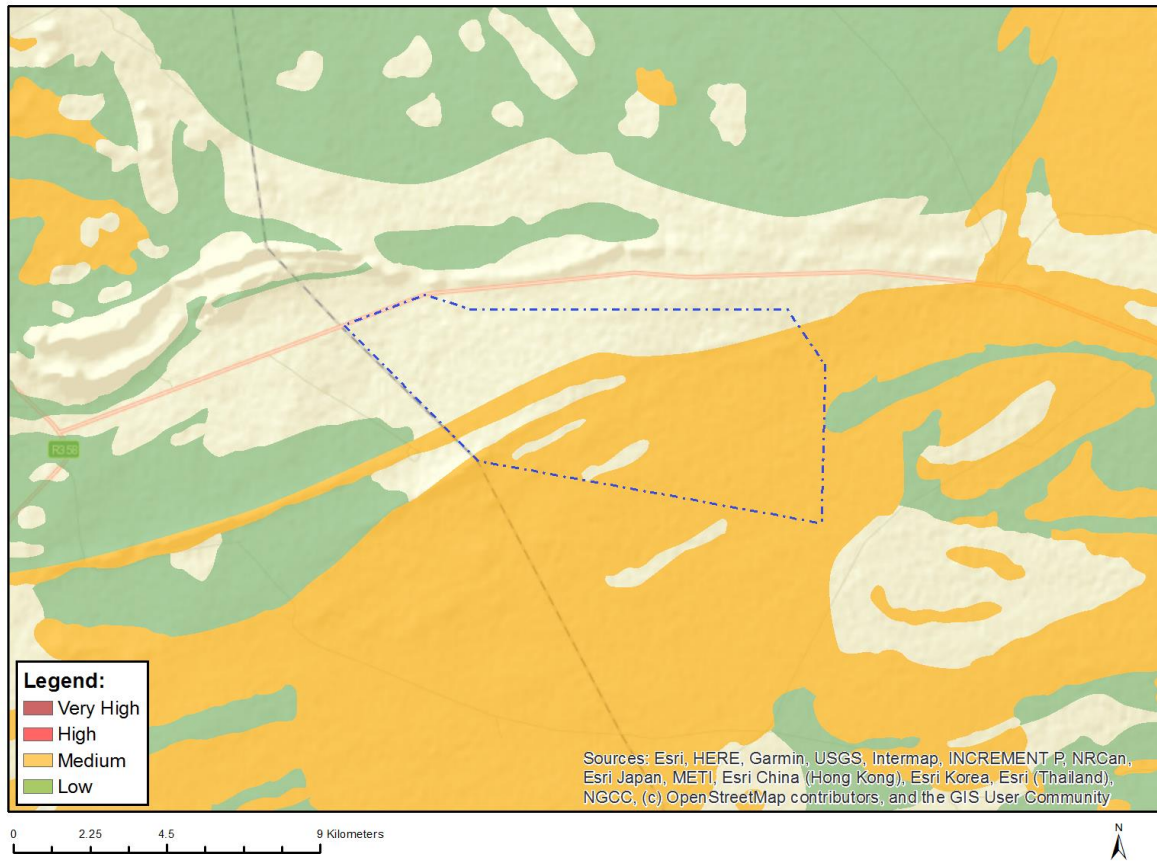 R358
Legend:
Very High
High
Medium
Low
Sources: Esri, HERE, Garmin, USGS, Intermap, INCREMENT P, NRCan,
Esri Japan, METI, Esri China (Hong Kong), Esri Korea, Esri (Thailand),
NGCC, (c) OpenStreetMap contributors, and the GIS User Community
0 2.25 4.5 9 Kilometers
N